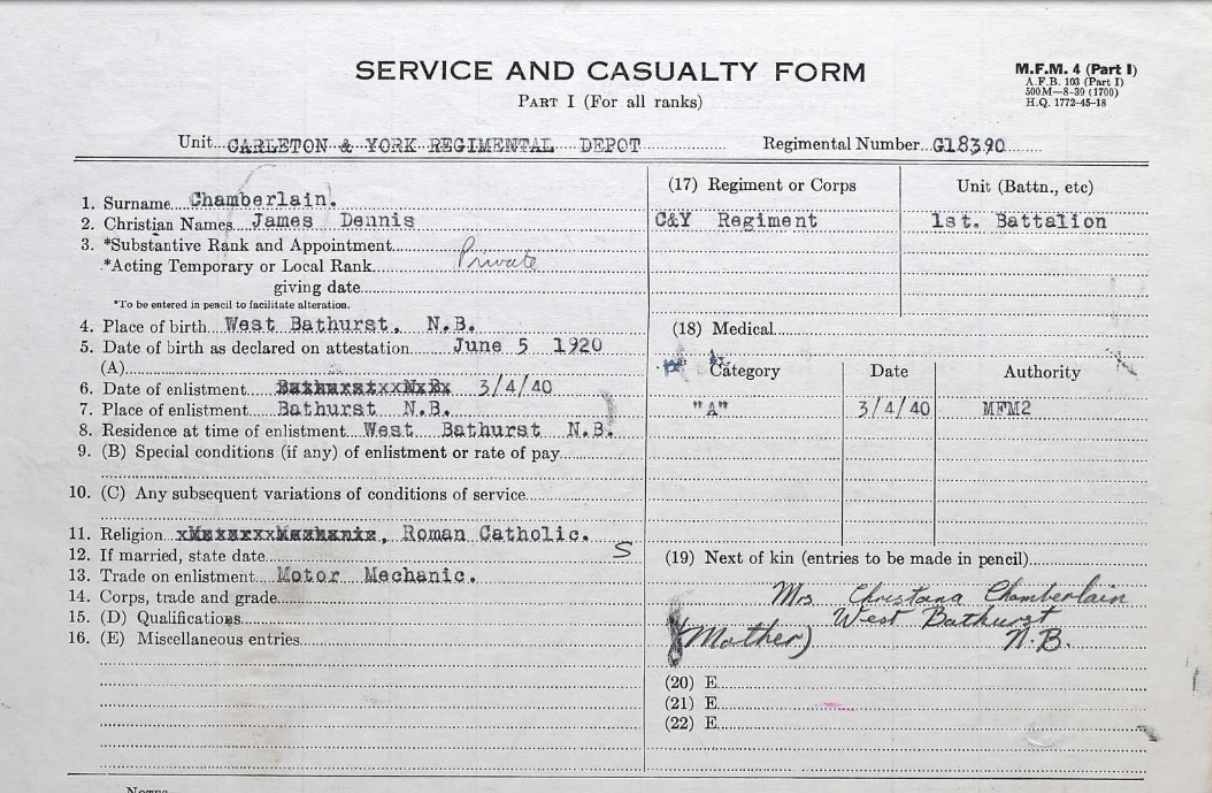 SERVICE AND CASUALTY FORM
PART I (For all ranks)
M.F.M. 4 (Part I)
A.F.B. 103 (Part I)
500M—8-39 (1700)
H.Q. 1772-45-18
Unit CARLETON & YORK REGIMENTAL DEPOT
Regimental Number G18390
1. Surname Chamberlain.
2. Christian Names James Dennis
3. *Substantive Rank and Appointment
*Acting Temporary or Local Rank Private
giving date
*To be entered in pencil to facilitate alteration.
4. Place of birth West Bathurst, N.B.
5. Date of birth as declared on attestation June 5 1920
(A)
6. Date of enlistment 3/4/40
7. Place of enlistment Bathurst N.B.
8. Residence at time of enlistment West Bathurst N.B.
9. (B) Special conditions (if any) of enlistment or rate of pay
10. (C) Any subsequent variations of conditions of service
11. Religion , Roman Catholic.
12. If married, state date S
13. Trade on enlistment Motor Mechanic.
14. Corps, trade and grade
15. (D) Qualifications
16. (E) Miscellaneous entries
(17) Regiment or Corps
Unit (Battn., etc)
C&Y Regiment
1st. Battalion
(18) Medical
Category
Date
Authority
"A"
3/4/40
MFM2
(19) Next of kin (entries to be made in pencil)
Mrs Christana Chamberlain
West Bathurst
(Mother)
N.B.
(20) E
(21) E
(22) E
Notes